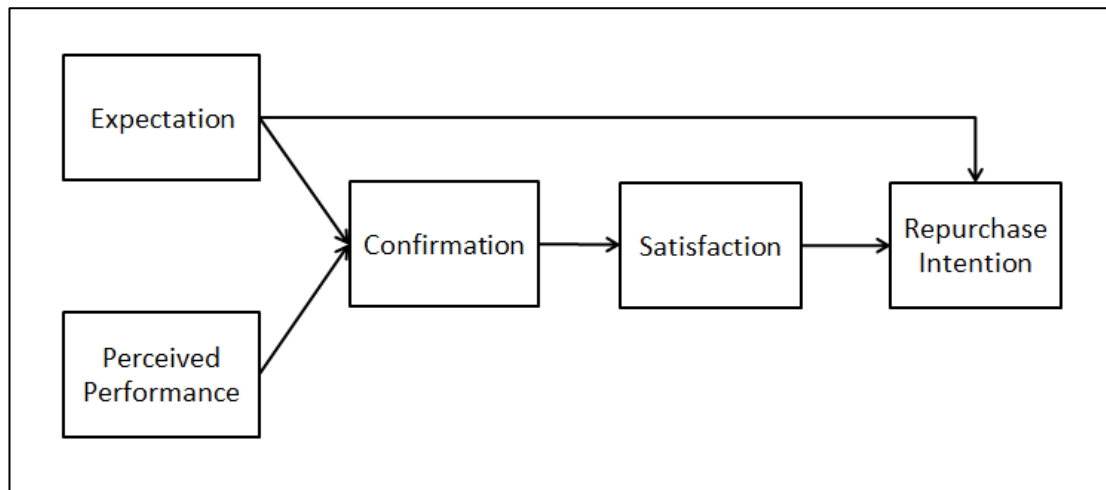 Expectation
Confirmation
Satisfaction
Repurchase
Intention
Perceived
Performance